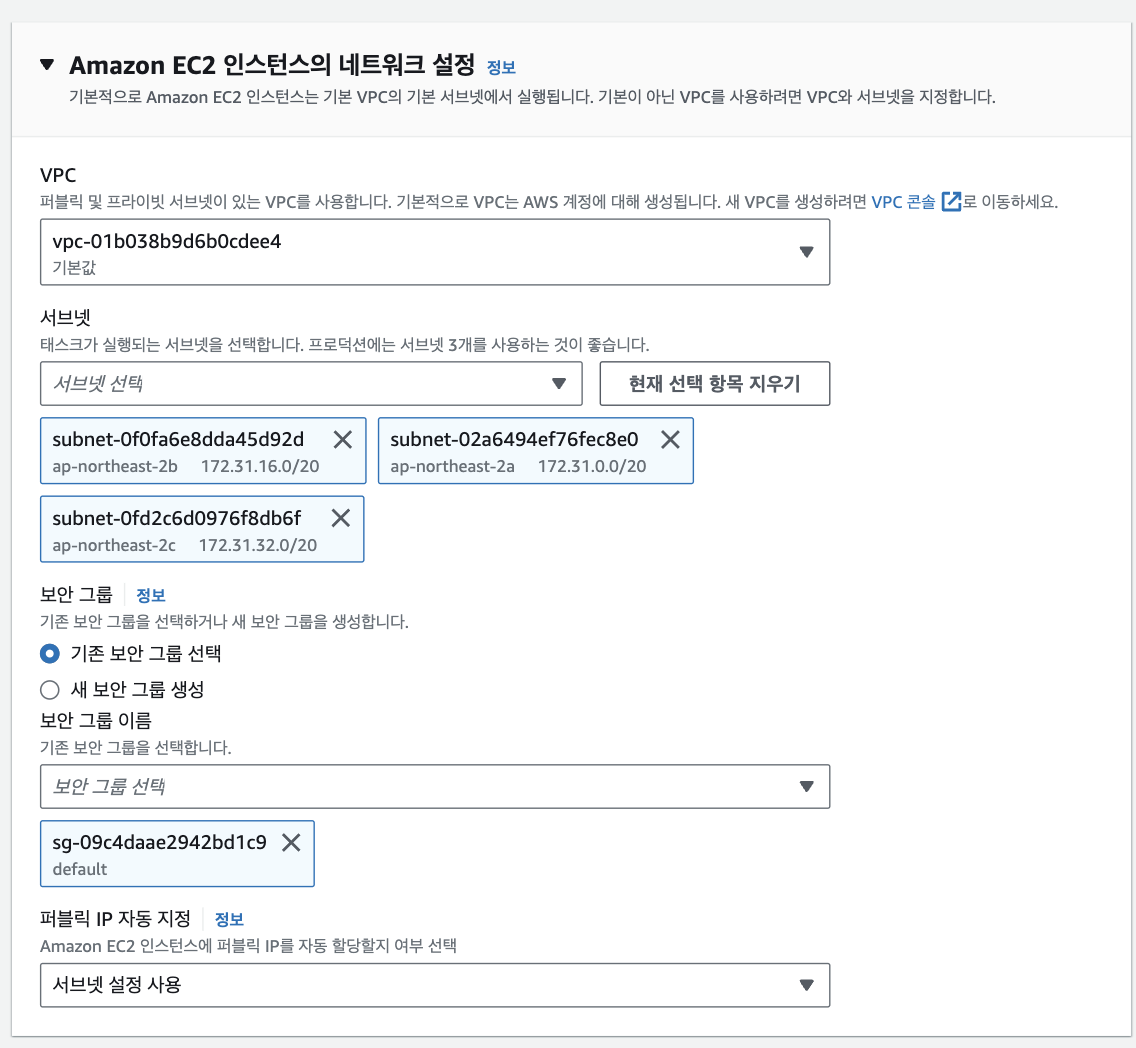 Amazon EC2 인스턴스의 네트워크 설정 정보
기본적으로 Amazon EC2 인스턴스는 기본 VPC의 기본 서브넷에서 실행됩니다. 기본이 아닌 VPC를 사용하려면 VPC와 서브넷을 지정합니다.
VPC
퍼블릭 및 프라이빗 서브넷이 있는 VPC를 사용합니다. 기본적으로 VPC는 AWS 계정에 대해 생성됩니다. 새 VPC를 생성하려면 VPC 콘솔로 이동하세요.
vpc-01b038b9d6b0cdee4
기본값
서브넷
태스크가 실행되는 서브넷을 선택합니다. 프로덕션에는 서브넷 3개를 사용하는 것이 좋습니다.
서브넷 선택 현재 선택 항목 지우기
subnet-0f0fa6e8dda45d92d subnet-02a6494ef76fec8e0
ap-northeast-2b 172.31.16.0/20 ap-northeast-2a 172.31.0.0/20
subnet-0fd2c6d0976f8db6f
ap-northeast-2c 172.31.32.0/20
보안 그룹 정보
기존 보안 그룹을 선택하거나 새 보안 그룹을 생성합니다.
기존 보안 그룹 선택
새 보안 그룹 생성
보안 그룹 이름
기존 보안 그룹을 선택합니다.
보안 그룹 선택
sg-09c4daae2942bd1c9
default
퍼블릭 IP 자동 지정 정보
Amazon EC2 인스턴스에 퍼블릭 IP를 자동 할당할지 여부 선택
서브넷 설정 사용